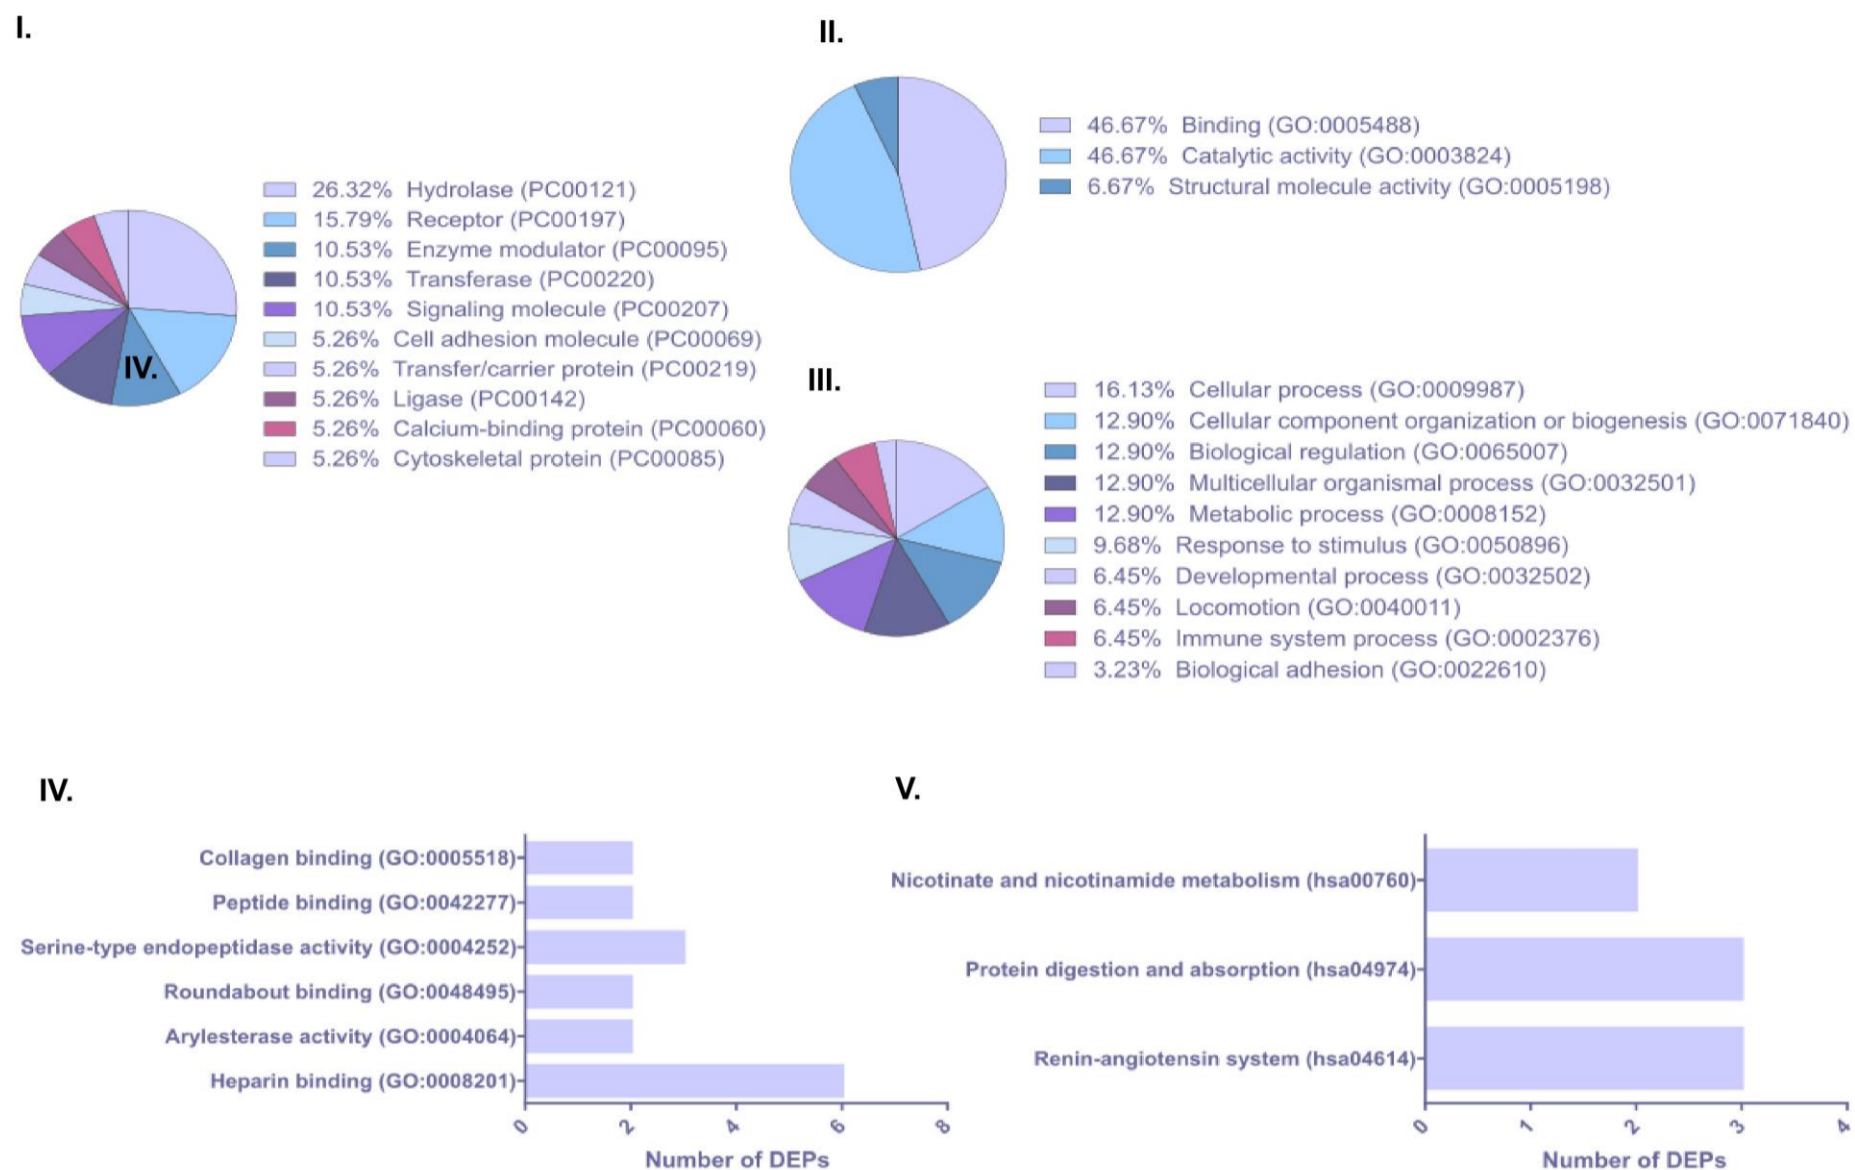 I.
26.32% Hydrolase (PC00121)
15.79% Receptor (PC00197)
10.53% Enzyme modulator (PC00095)
10.53% Transferase (PC00220)
10.53% Signaling molecule (PC00207)
5.26% Cell adhesion molecule (PC00069)
5.26% Transfer/carrier protein (PC00219)
5.26% Ligase (PC00142)
5.26% Calcium-binding protein (PC00060)
5.26% Cytoskeletal protein (PC00085)
IV.
II.
46.67% Binding (GO:0005488)
46.67% Catalytic activity (GO:0003824)
6.67% Structural molecule activity (GO:0005198)
III.
16.13% Cellular process (GO:0009987)
12.90% Cellular component organization or biogenesis (GO:0071840)
12.90% Biological regulation (GO:0065007)
12.90% Multicellular organismal process (GO:0032501)
12.90% Metabolic process (GO:0008152)
9.68% Response to stimulus (GO:0050896)
6.45% Developmental process (GO:0032502)
6.45% Locomotion (GO:0040011)
6.45% Immune system process (GO:0002376)
3.23% Biological adhesion (GO:0022610)
IV.
Collagen binding (GO:0005518)
Peptide binding (GO:0042277)
Serine-type endopeptidase activity (GO:0004252)
Roundabout binding (GO:0048495)
Arylesterase activity (GO:0004064)
Heparin binding (GO:0008201)
0 2 4 6 8
Number of DEPs
V.
Nicotinate and nicotinamide metabolism (hsa00760)
Protein digestion and absorption (hsa04974)
Renin-angiotensin system (hsa04614)
0 1 2 3 4
Number of DEPs